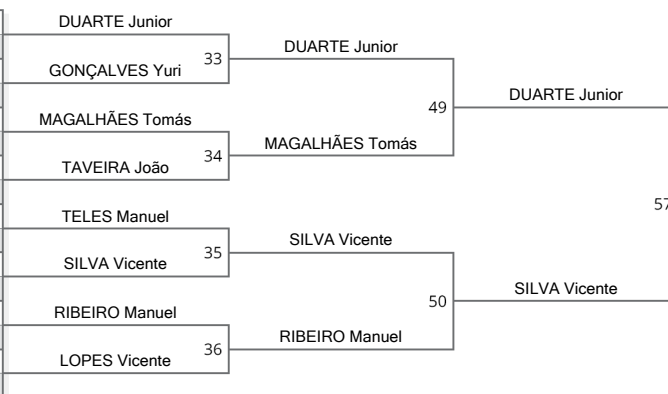 DUARTE Junior
GONÇALVES Yuri
MAGALHÃES Tomás
TAVEIRA João
TELES Manuel
SILVA Vicente
RIBEIRO Manuel
LOPES Vicente
33
34
35
36
DUARTE Junior
MAGALHÃES Tomás
SILVA Vicente
RIBEIRO Manuel
49
50
DUARTE Junior
SILVA Vicente
57